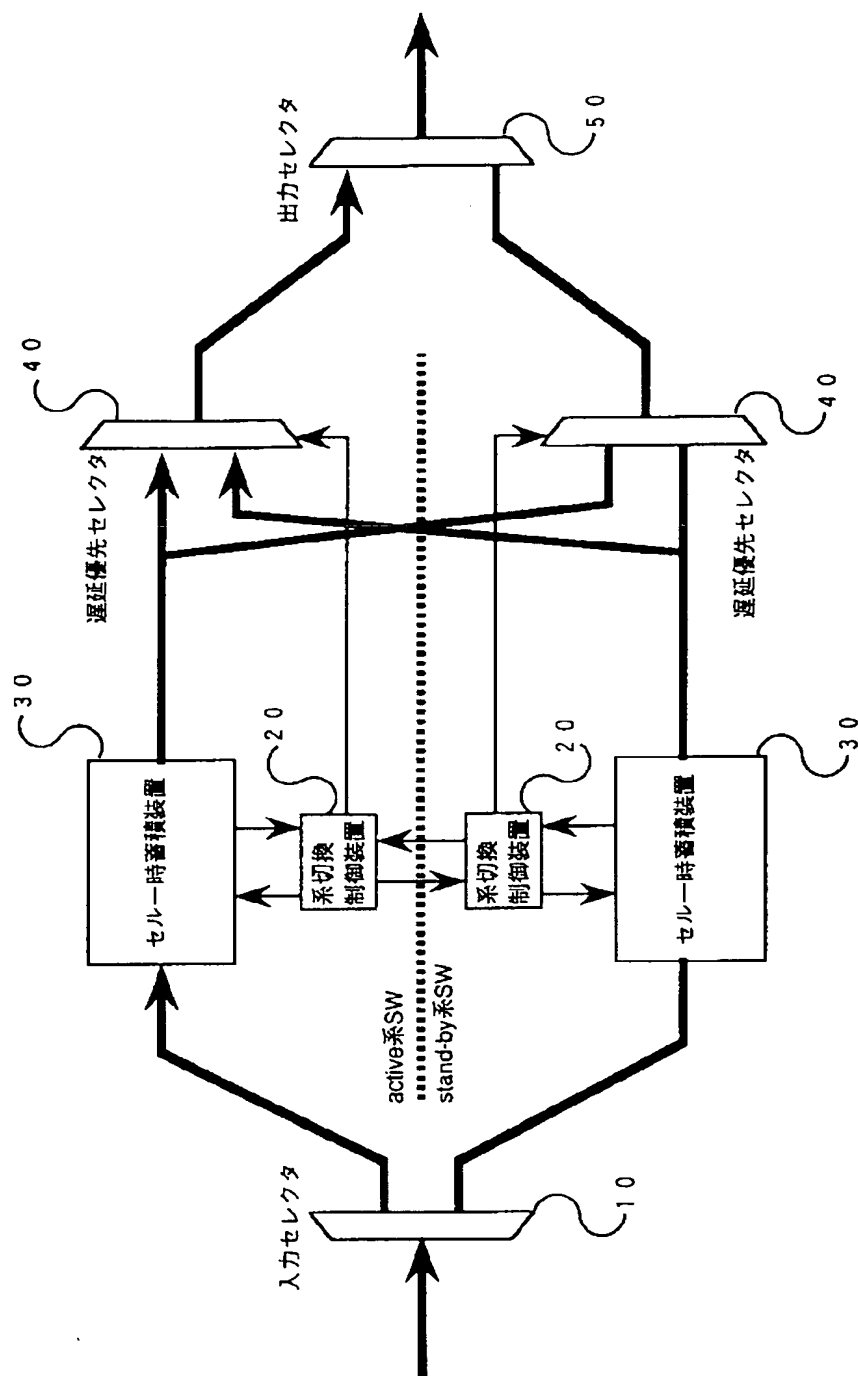 入力セレクタ
10
active系SW
stand-by系SW
セル一時蓄積装置
30
系切換
制御装置
20
系切換
制御装置
20
セル一時蓄積装置
30
遅延優先セレクタ
40
遅延優先セレクタ
40
出力セレクタ
50